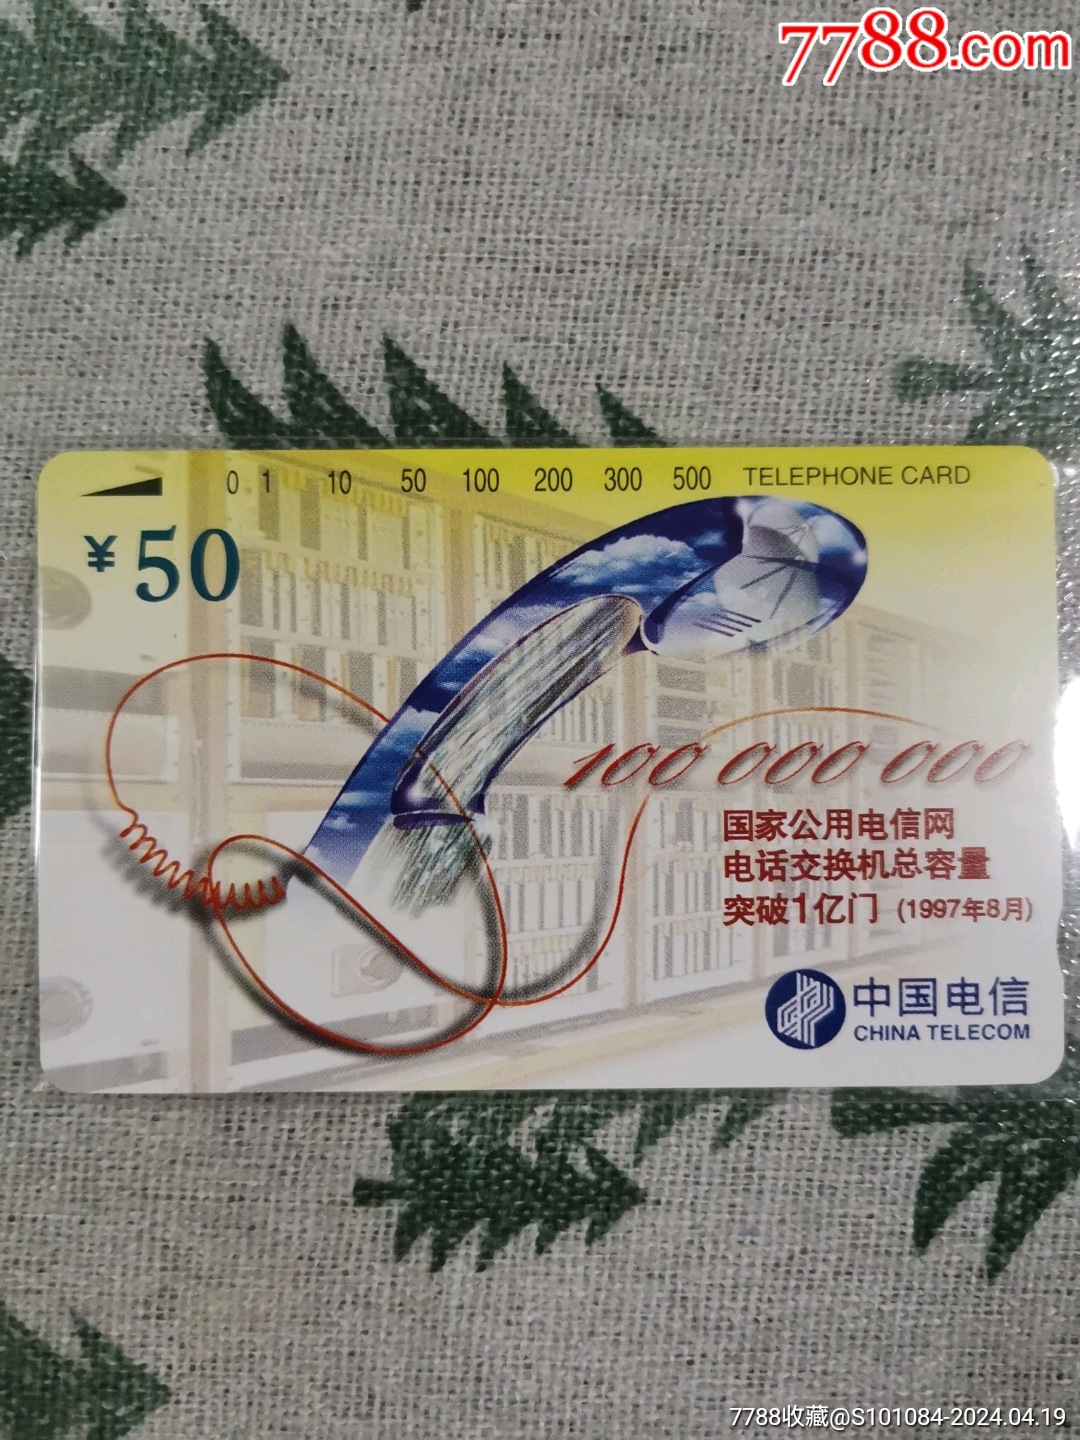 7788.com
0 1 10 50 100 200 300 500 TELEPHONE CARD
¥50
100 000 000
国家公用电信网
电话交换机总容量
突破1亿门 (1997年8月)
中国电信
CHINA TELECOM
7788收藏@S101084-2024.04.19